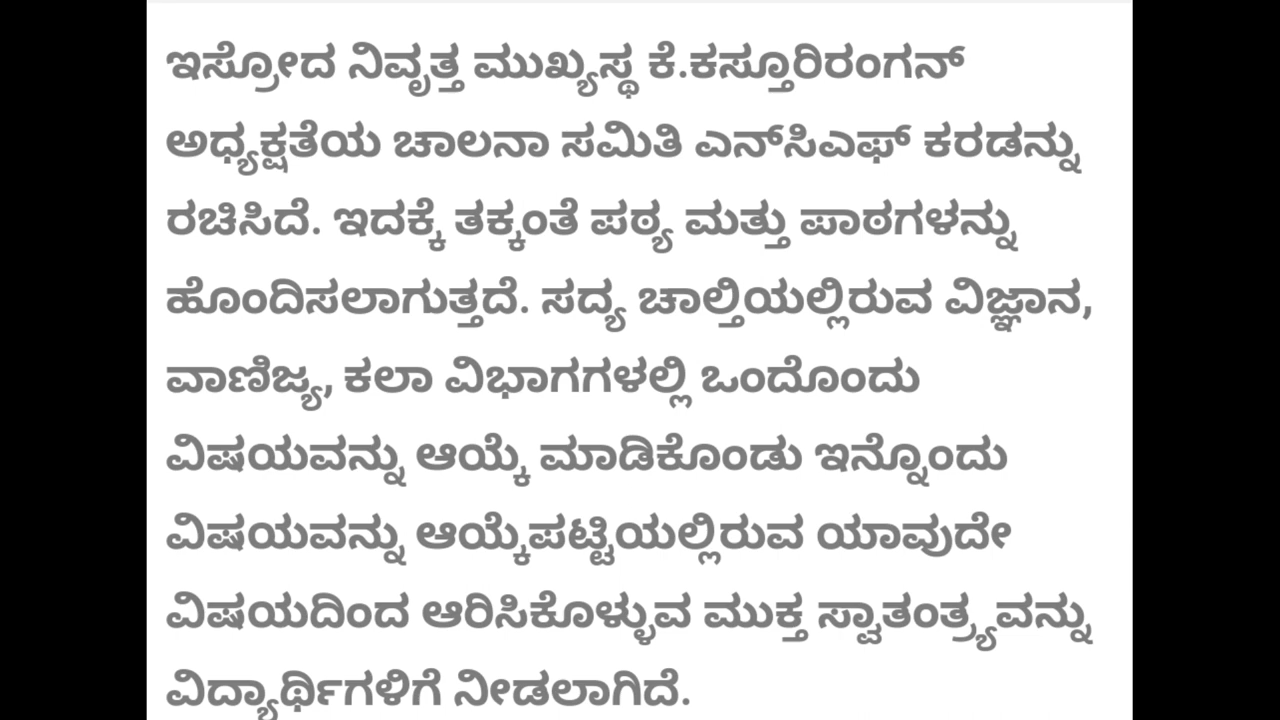 ಇಸ್ರೋದ ನಿವೃತ್ತ ಮುಖ್ಯಸ್ಥ ಕೆ.ಕಸ್ತೂರಿರಂಗನ್
ಅಧ್ಯಕ್ಷತೆಯ ಚಾಲನಾ ಸಮಿತಿ ಎನ್‌ಸಿಎಫ್ ಕರಡನ್ನು
ರಚಿಸಿದೆ. ಇದಕ್ಕೆ ತಕ್ಕಂತೆ ಪಠ್ಯ ಮತ್ತು ಪಾಠಗಳನ್ನು
ಹೊಂದಿಸಲಾಗುತ್ತದೆ. ಸದ್ಯ ಚಾಲ್ತಿಯಲ್ಲಿರುವ ವಿಜ್ಞಾನ,
ವಾಣಿಜ್ಯ, ಕಲಾ ವಿಭಾಗಗಳಲ್ಲಿ ಒಂದೊಂದು
ವಿಷಯವನ್ನು ಆಯ್ಕೆ ಮಾಡಿಕೊಂಡು ಇನ್ನೊಂದು
ವಿಷಯವನ್ನು ಆಯ್ಕೆಪಟ್ಟಿಯಲ್ಲಿರುವ ಯಾವುದೇ
ವಿಷಯದಿಂದ ಆರಿಸಿಕೊಳ್ಳುವ ಮುಕ್ತ ಸ್ವಾತಂತ್ರ್ಯವನ್ನು
ವಿದ್ಯಾರ್ಥಿಗಳಿಗೆ ನೀಡಲಾಗಿದೆ.